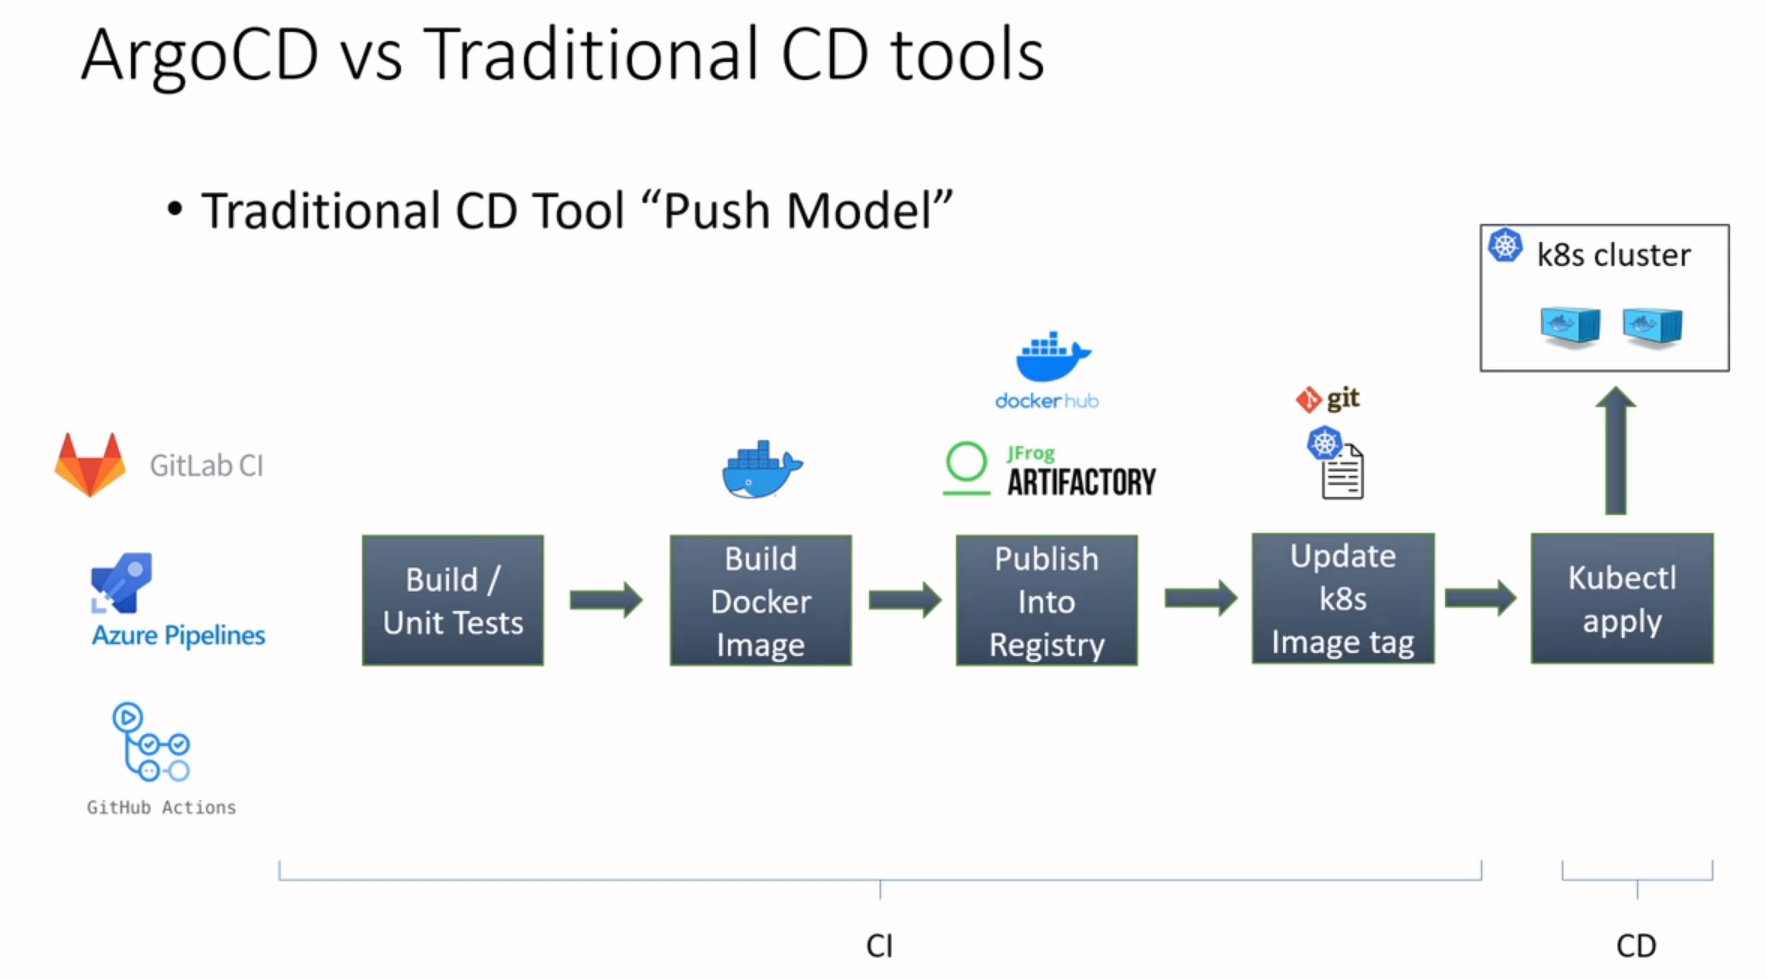 ArgoCD vs Traditional CD tools
• Traditional CD Tool “Push Model”
k8s cluster
dockerhub
git
GitLab CI
JFrog
ARTIFACTORY
Build /
Unit Tests
Build
Docker
Image
Publish
Into
Registry
Update
k8s
Image tag
Kubectl
apply
Azure Pipelines
GitHub Actions
CI
CD